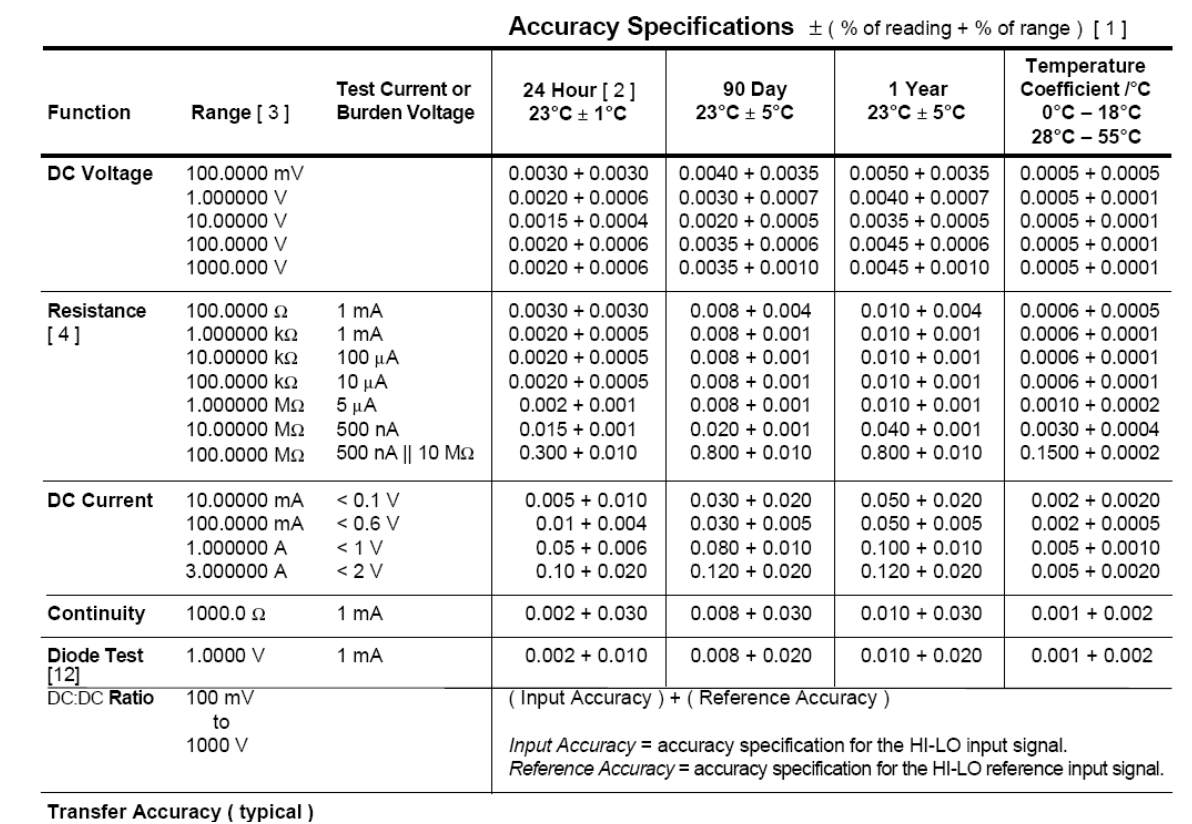 Accuracy Specifications ± ( % of reading + % of range ) [ 1 ]
Function Range [ 3 ] Test Current or Burden Voltage 24 Hour [ 2 ] 23°C ± 1°C 90 Day 23°C ± 5°C 1 Year 23°C ± 5°C Temperature Coefficient /°C 0°C – 18°C 28°C – 55°C
DC Voltage 100.0000 mV 0.0030 + 0.0030 0.0040 + 0.0035 0.0050 + 0.0035 0.0005 + 0.0005
1.000000 V 0.0020 + 0.0006 0.0030 + 0.0007 0.0040 + 0.0007 0.0005 + 0.0001
10.00000 V 0.0015 + 0.0004 0.0020 + 0.0005 0.0035 + 0.0005 0.0005 + 0.0001
100.0000 V 0.0020 + 0.0006 0.0035 + 0.0006 0.0045 + 0.0006 0.0005 + 0.0001
1000.000 V 0.0020 + 0.0006 0.0035 + 0.0010 0.0045 + 0.0010 0.0005 + 0.0001
Resistance 100.0000 Ω 1 mA 0.0030 + 0.0030 0.008 + 0.004 0.010 + 0.004 0.0006 + 0.0005
[ 4 ] 1.000000 kΩ 1 mA 0.0020 + 0.0005 0.008 + 0.001 0.010 + 0.001 0.0006 + 0.0001
10.00000 kΩ 100 µA 0.0020 + 0.0005 0.008 + 0.001 0.010 + 0.001 0.0006 + 0.0001
100.0000 kΩ 10 µA 0.0020 + 0.0005 0.008 + 0.001 0.010 + 0.001 0.0006 + 0.0001
1.000000 MΩ 5 µA 0.002 + 0.001 0.008 + 0.001 0.010 + 0.001 0.0010 + 0.0002
10.00000 MΩ 500 nA 0.015 + 0.001 0.020 + 0.001 0.040 + 0.001 0.0030 + 0.0004
100.0000 MΩ 500 nA || 10 MΩ 0.300 + 0.010 0.800 + 0.010 0.800 + 0.010 0.1500 + 0.0002
DC Current 10.00000 mA < 0.1 V 0.005 + 0.010 0.030 + 0.020 0.050 + 0.020 0.002 + 0.0020
100.0000 mA < 0.6 V 0.01 + 0.004 0.030 + 0.005 0.050 + 0.005 0.002 + 0.0005
1.000000 A < 1 V 0.05 + 0.006 0.080 + 0.010 0.100 + 0.010 0.005 + 0.0010
3.000000 A < 2 V 0.10 + 0.020 0.120 + 0.020 0.120 + 0.020 0.005 + 0.0020
Continuity 1000.0 Ω 1 mA 0.002 + 0.030 0.008 + 0.030 0.010 + 0.030 0.001 + 0.002
Diode Test 1.0000 V 1 mA 0.002 + 0.010 0.008 + 0.020 0.010 + 0.020 0.001 + 0.002
[12]
DC:DC Ratio 100 mV ( Input Accuracy ) + ( Reference Accuracy )
to
1000 V Input Accuracy = accuracy specification for the HI-LO input signal.
Reference Accuracy = accuracy specification for the HI-LO reference input signal.
Transfer Accuracy ( typical )